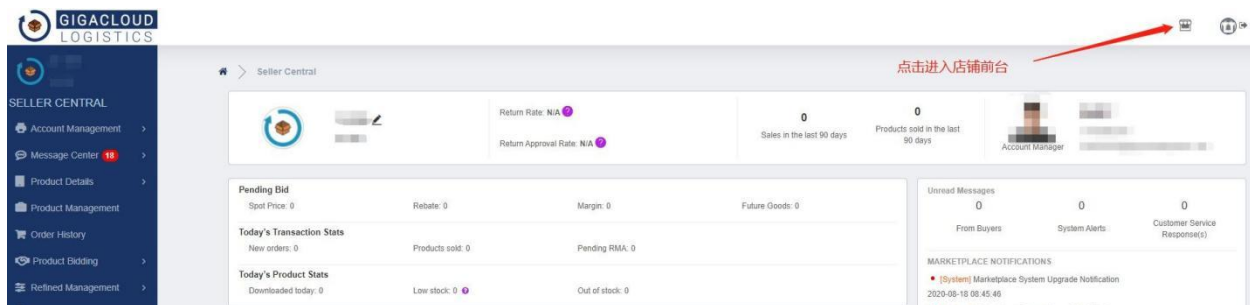 GIGACLOUD
LOGISTICS
点击进入店铺前台
Seller Central
SELLER CENTRAL
Account Management
Message Center 18
Product Details
Product Management
Order History
Product Bidding
Refined Management
Return Rate: N/A ?
Return Approval Rate: N/A ?
0
Sales in the last 90 days
0
Products sold in the last
90 days
Account Manager
Pending Bid
Spot Price: 0 Rebate: 0 Margin: 0 Future Goods: 0
Today's Transaction Stats
New orders: 0 Products sold: 0 Pending RMA: 0
Today's Product Stats
Downloaded today: 0 Low stock: 0 ? Out of stock: 0
Unread Messages
0 0 0
From Buyers System Alerts Customer Service
Response(s)
MARKETPLACE NOTIFICATIONS
[System] Marketplace System Upgrade Notification
2020-08-18 08:45:46